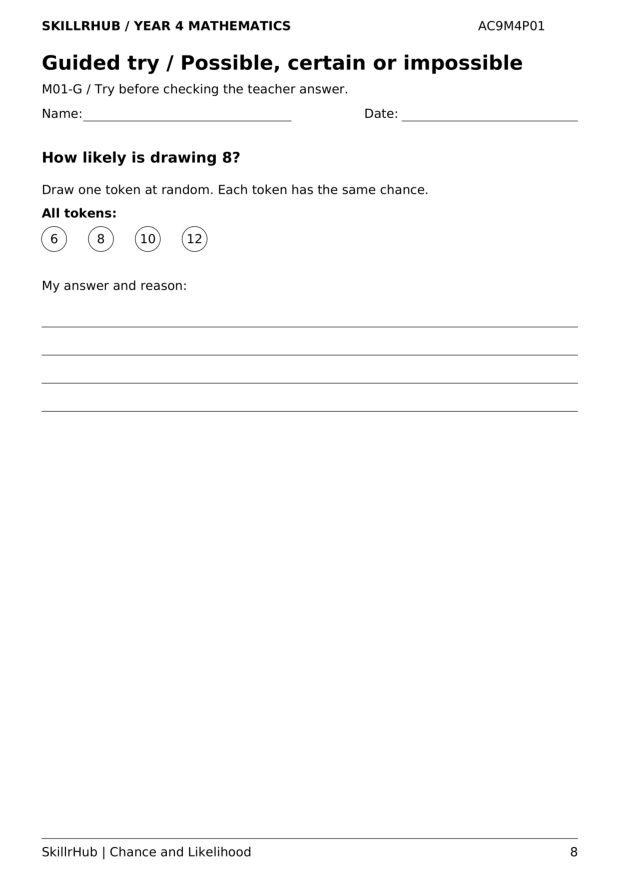 SKILLRHUB / YEAR 4 MATHEMATICS AC9M4P01
Guided try / Possible, certain or impossible
M01-G / Try before checking the teacher answer.
Name: Date:
How likely is drawing 8?
Draw one token at random. Each token has the same chance.
All tokens:
6 8 10 12
My answer and reason:
SkillrHub | Chance and Likelihood 8